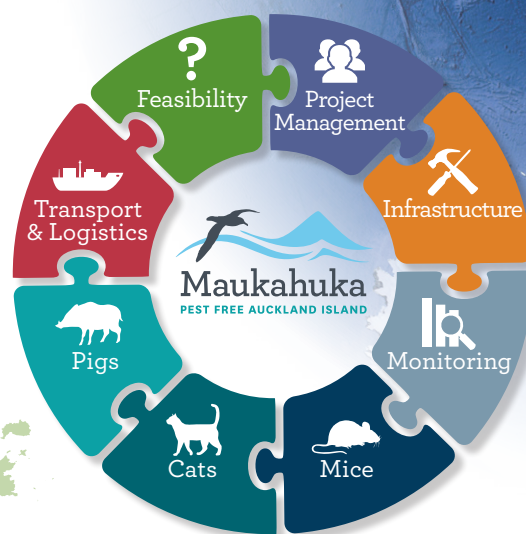 ?
Feasibility
Project
Management
Infrastructure
Monitoring
Mice
Cats
Pigs
Transport
& Logistics
Maukahuka
PEST FREE AUCKLAND ISLAND